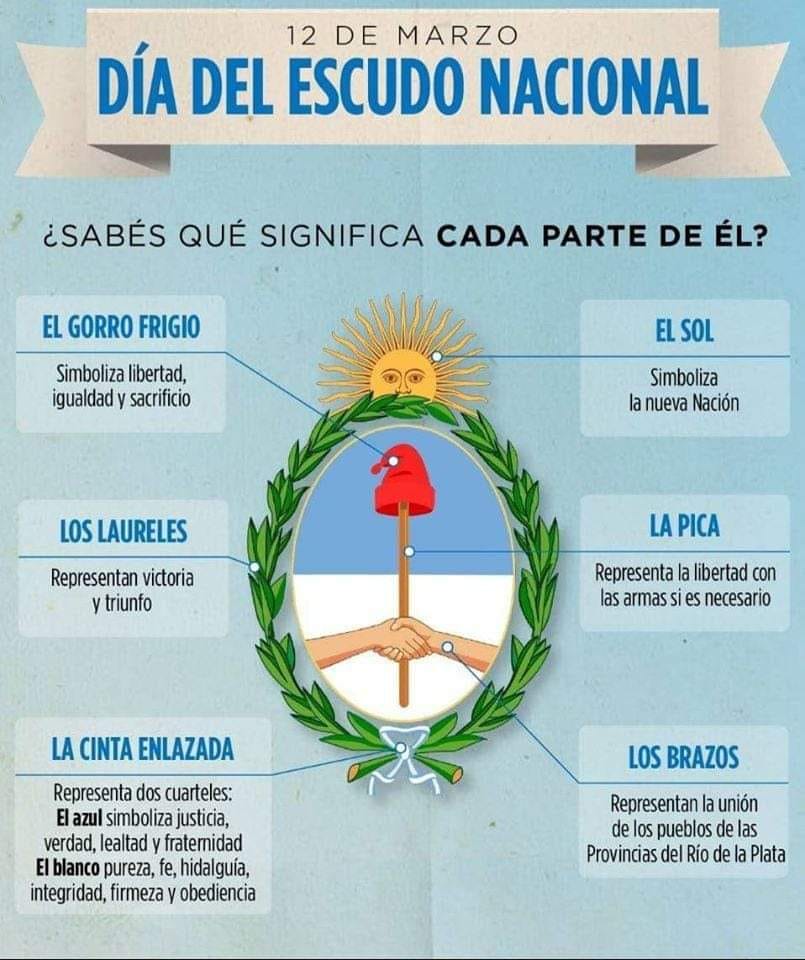 12 DE MARZO
DÍA DEL ESCUDO NACIONAL
¿SABÉS QUÉ SIGNIFICA CADA PARTE DE ÉL?
EL GORRO FRIGIO
Simboliza libertad,
igualdad y sacrificio
EL SOL
Simboliza
la nueva Nación
LOS LAURELES
Representan victoria
y triunfo
LA PICA
Representa la libertad con
las armas si es necesario
LA CINTA ENLAZADA
Representa dos cuarteles:
El azul simboliza justicia,
verdad, lealtad y fraternidad
El blanco pureza, fe, hidalguía,
integridad, firmeza y obediencia
LOS BRAZOS
Representan la unión
de los pueblos de las
Provincias del Río de la Plata